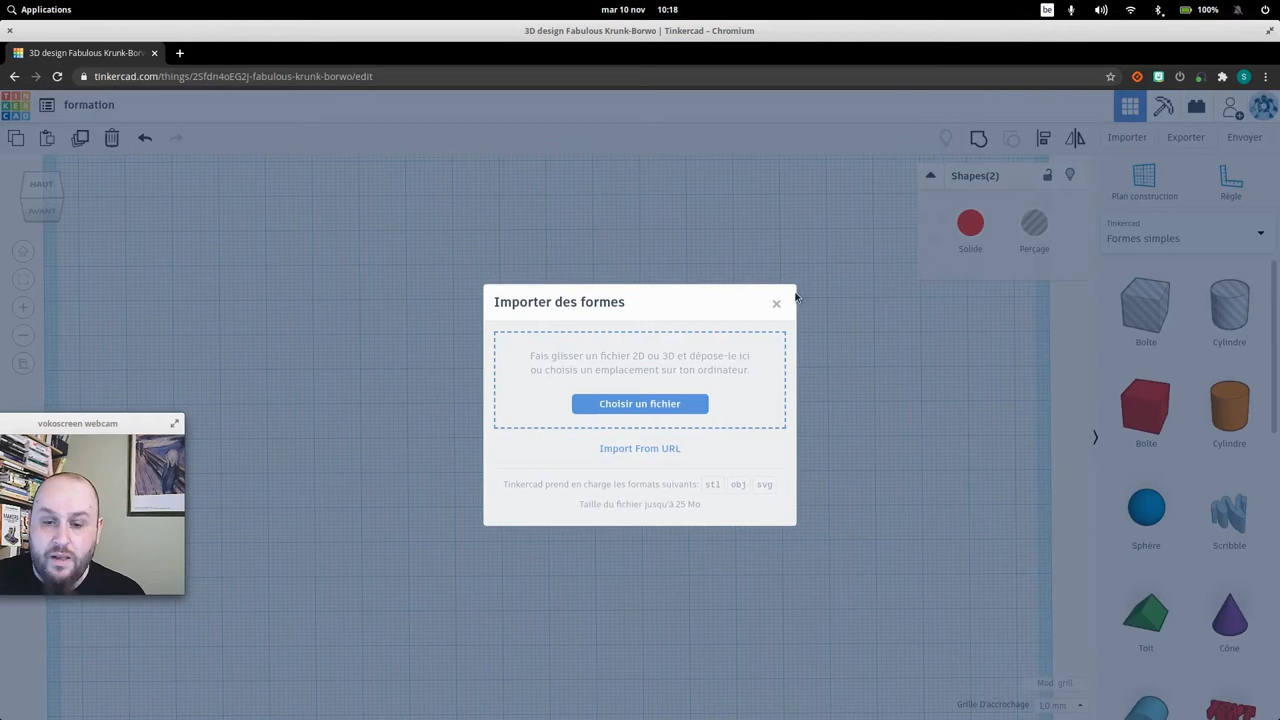 Applications
mar 10 nov 10:18
be
100%
3D design Fabulous Krunk-Borwo | Tinkercad – Chromium
3D design Fabulous Krunk-Borw
tinkercad.com/things/2Sfdn4oEG2j-fabulous-krunk-borwo/edit
S
TIN
KER
CAD
formation
Importer
Exporter
Envoyer
HAUT
AVANT
Shapes(2)
Solide
Perçage
Plan construction
Règle
Tinkercad
Formes simples
Boîte
Cylindre
Boîte
Cylindre
Sphère
Scribble
Toit
Cône
Importer des formes
Fais glisser un fichier 2D ou 3D et dépose-le ici
ou choisis un emplacement sur ton ordinateur.
Choisir un fichier
Import From URL
Tinkercad prend en charge les formats suivants: stl obj svg
Taille du fichier jusqu'à 25 Mo
vokoscreen webcam
Mod. grill.
Grille D'accrochage 1,0 mm